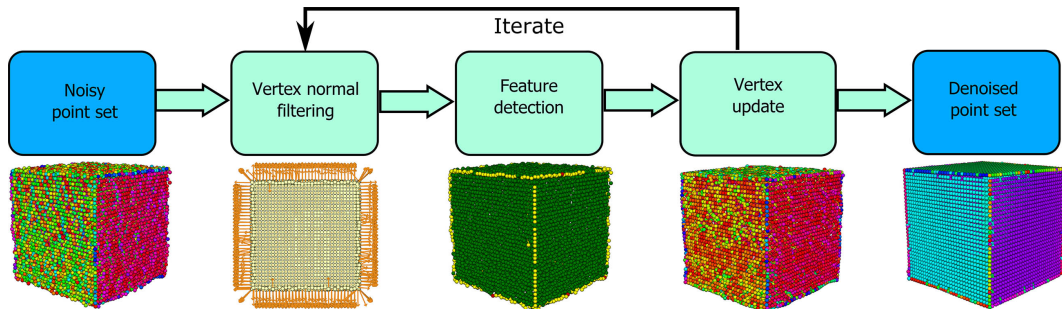 Iterate
Noisy
point set
Vertex normal
filtering
Feature
detection
Vertex
update
Denoised
point set